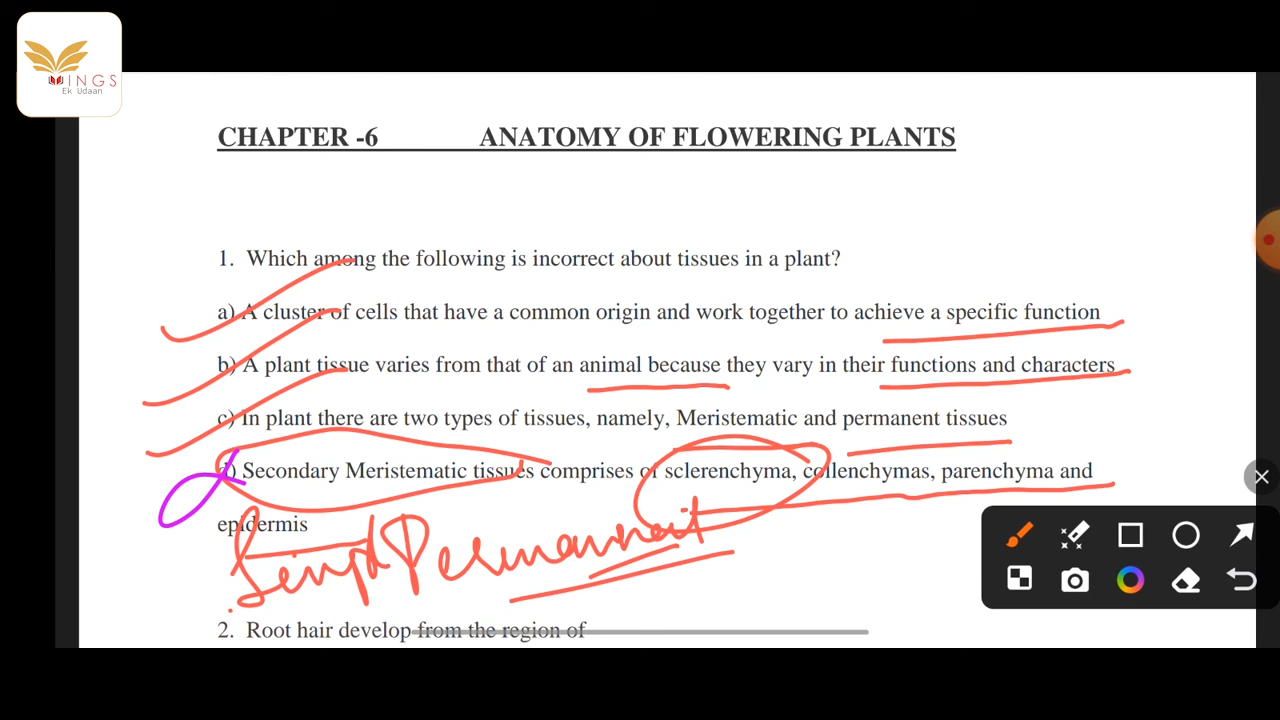 WINGS
Ek Udaan
CHAPTER -6 ANATOMY OF FLOWERING PLANTS
1. Which among the following is incorrect about tissues in a plant?
a) A cluster of cells that have a common origin and work together to achieve a specific function
b) A plant tissue varies from that of an animal because they vary in their functions and characters
c) In plant there are two types of tissues, namely, Meristematic and permanent tissues
d) Secondary Meristematic tissues comprises of sclerenchyma, collenchymas, parenchyma and
epidermis
Permanent
2. Root hair develop from the region of